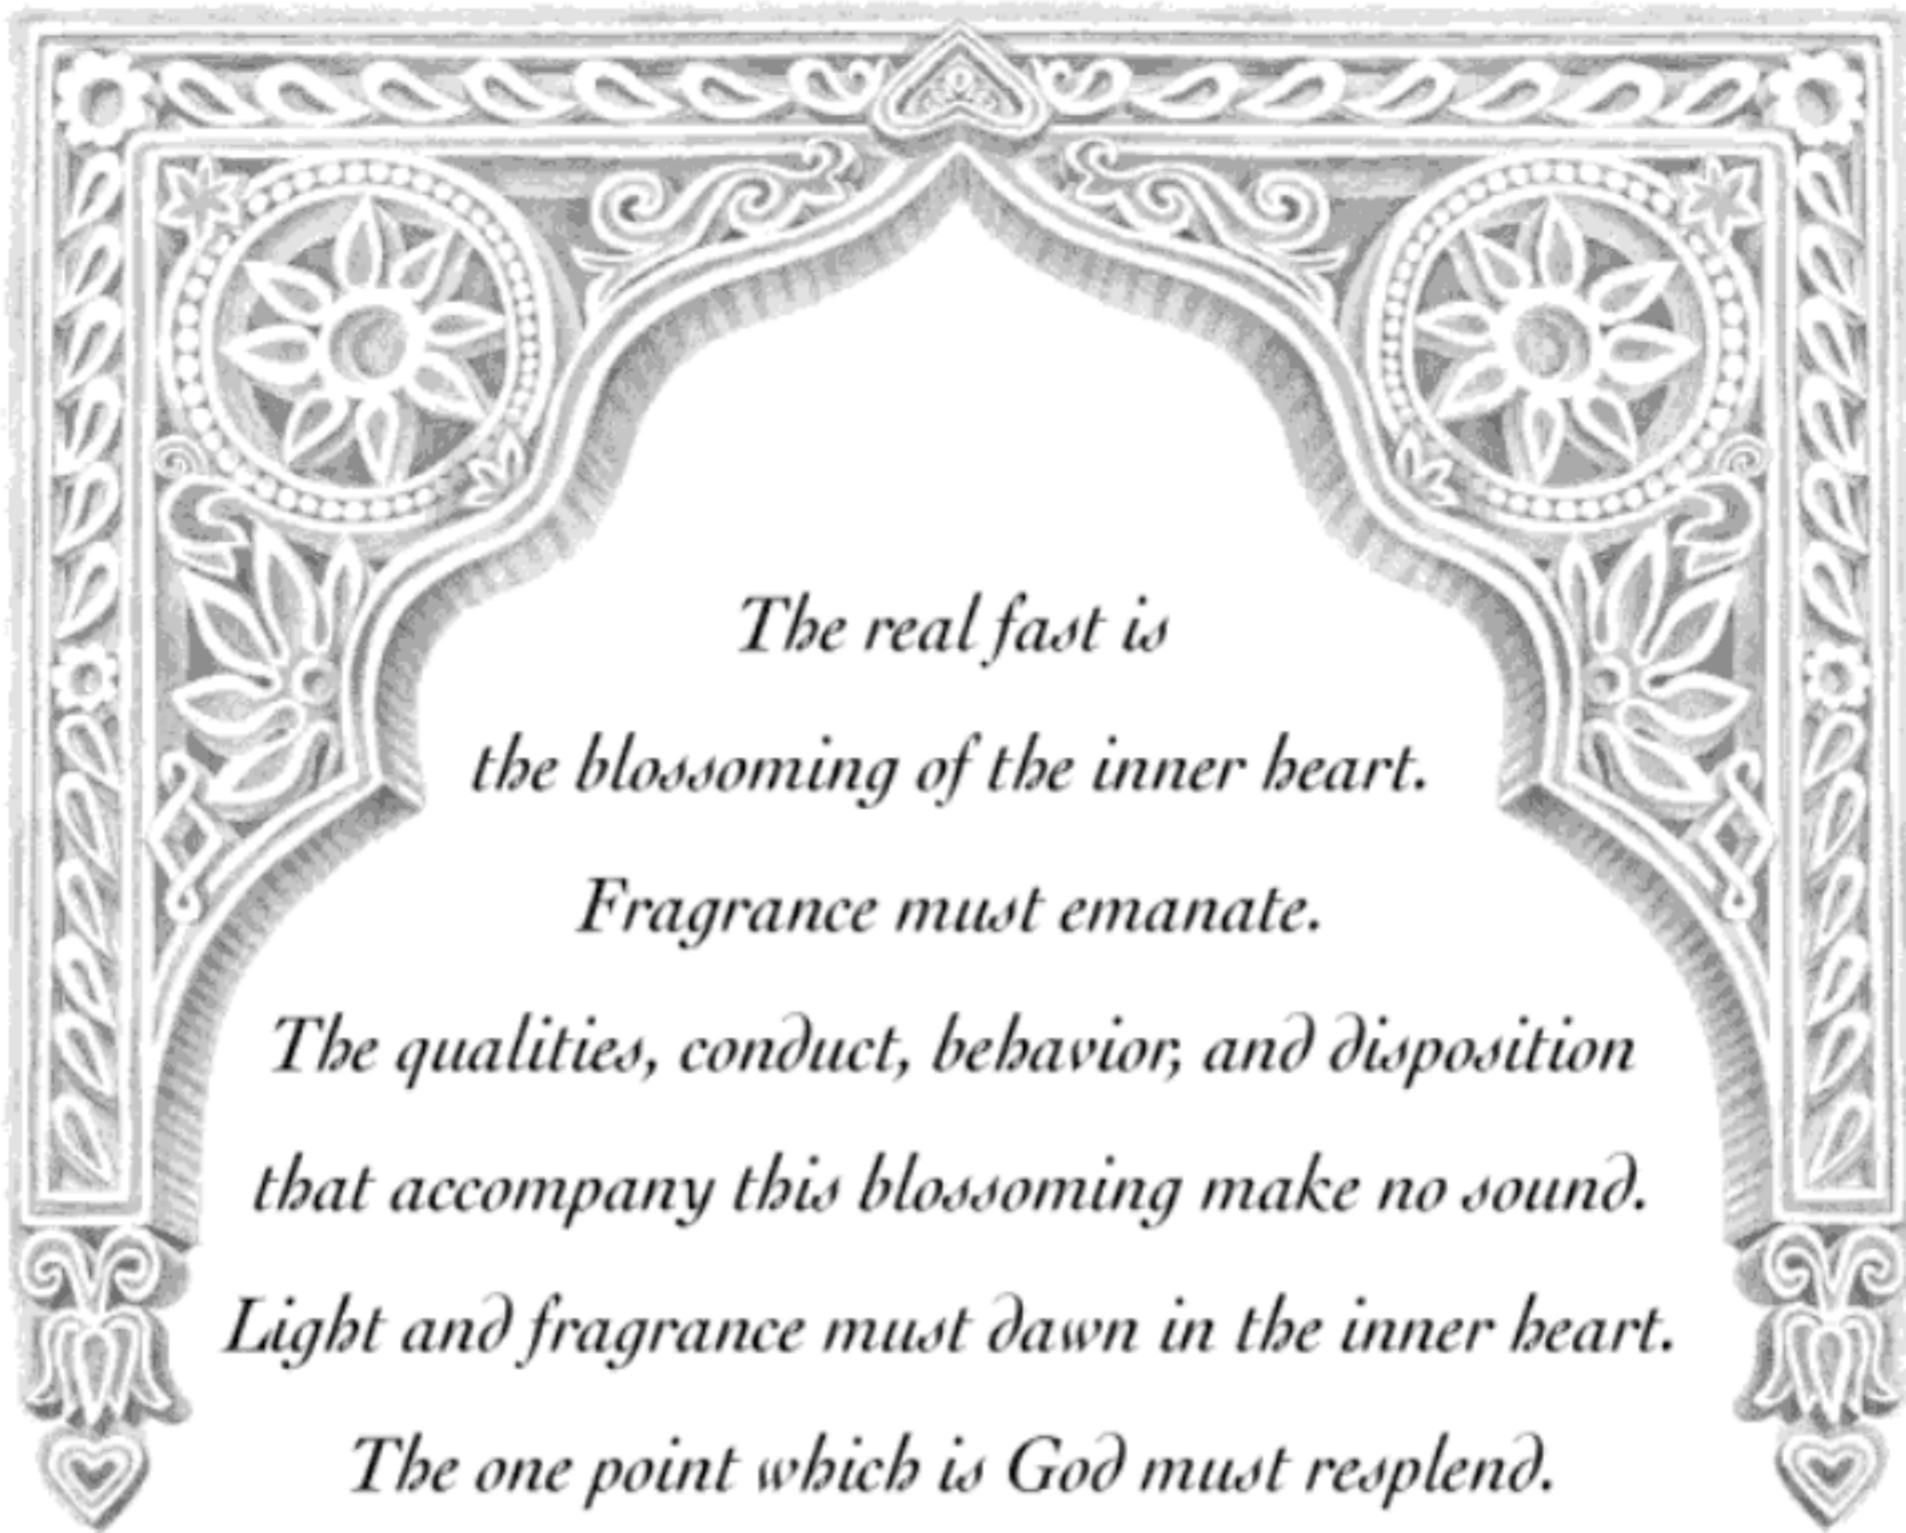 The real fast is
the blossoming of the inner heart.
Fragrance must emanate.
The qualities, conduct, behavior, and disposition
that accompany this blossoming make no sound.
Light and fragrance must dawn in the inner heart.
The one point which is God must resplend.